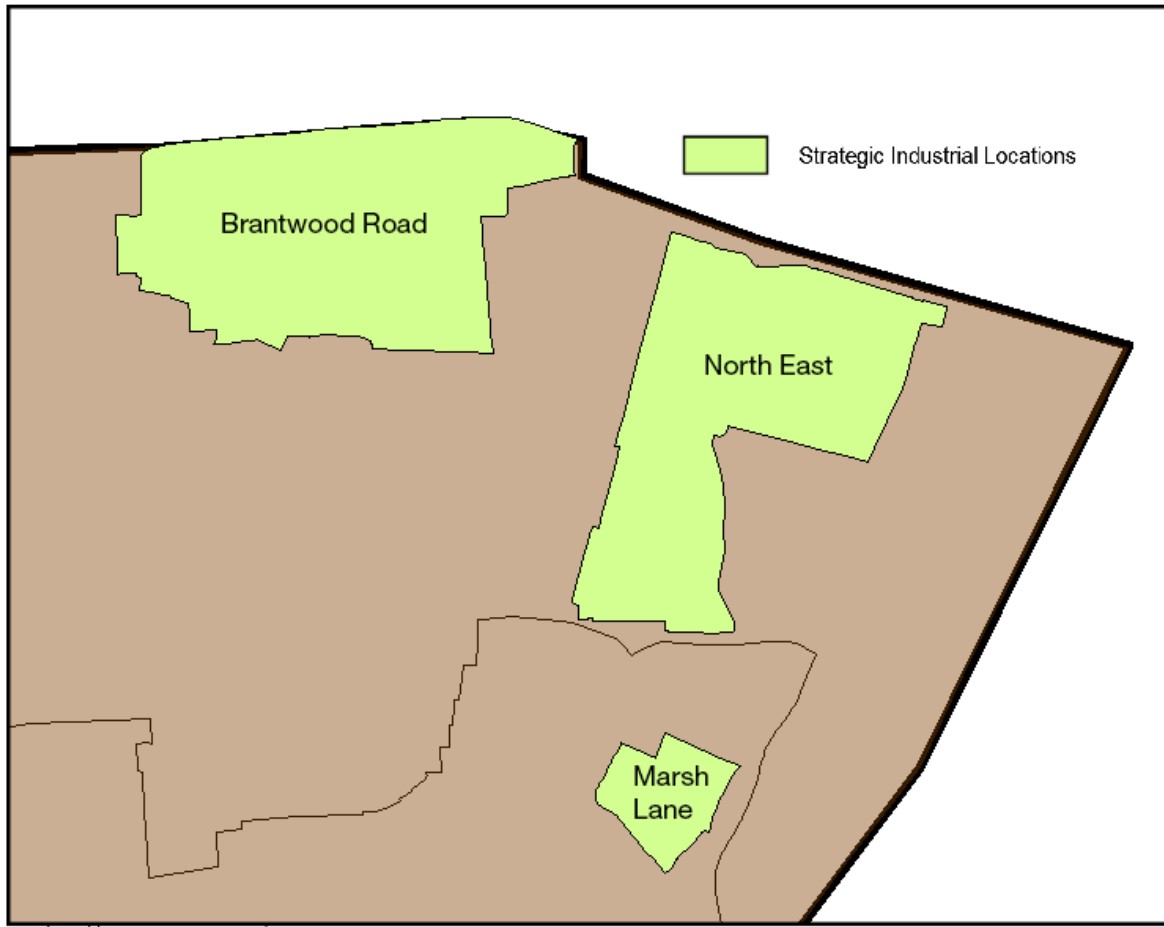 Strategic Industrial Locations
Brantwood Road
North East
Marsh
Lane